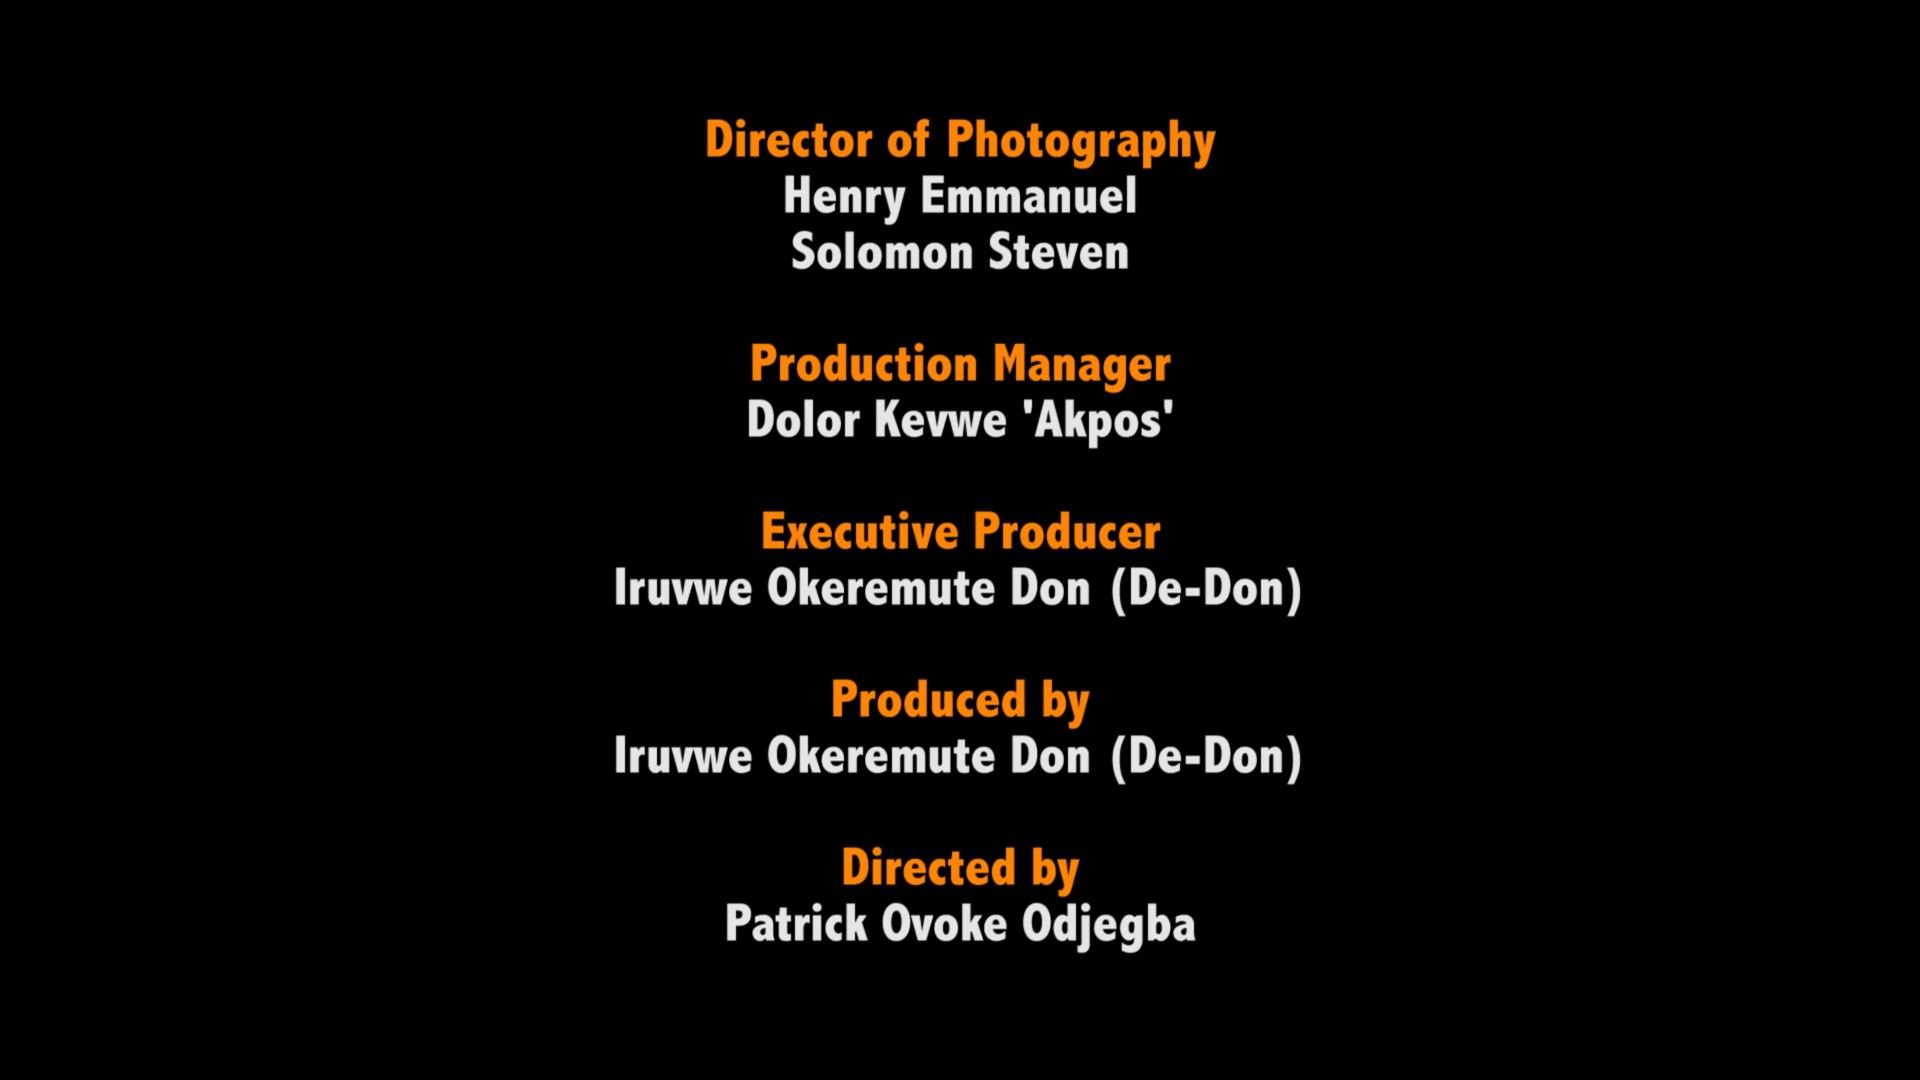 Director of Photography
Henry Emmanuel
Solomon Steven
Production Manager
Dolor Kevwe 'Akpos'
Executive Producer
Iruvwe Okeremute Don (De-Don)
Produced by
Iruvwe Okeremute Don (De-Don)
Directed by
Patrick Ovoke Odjegba